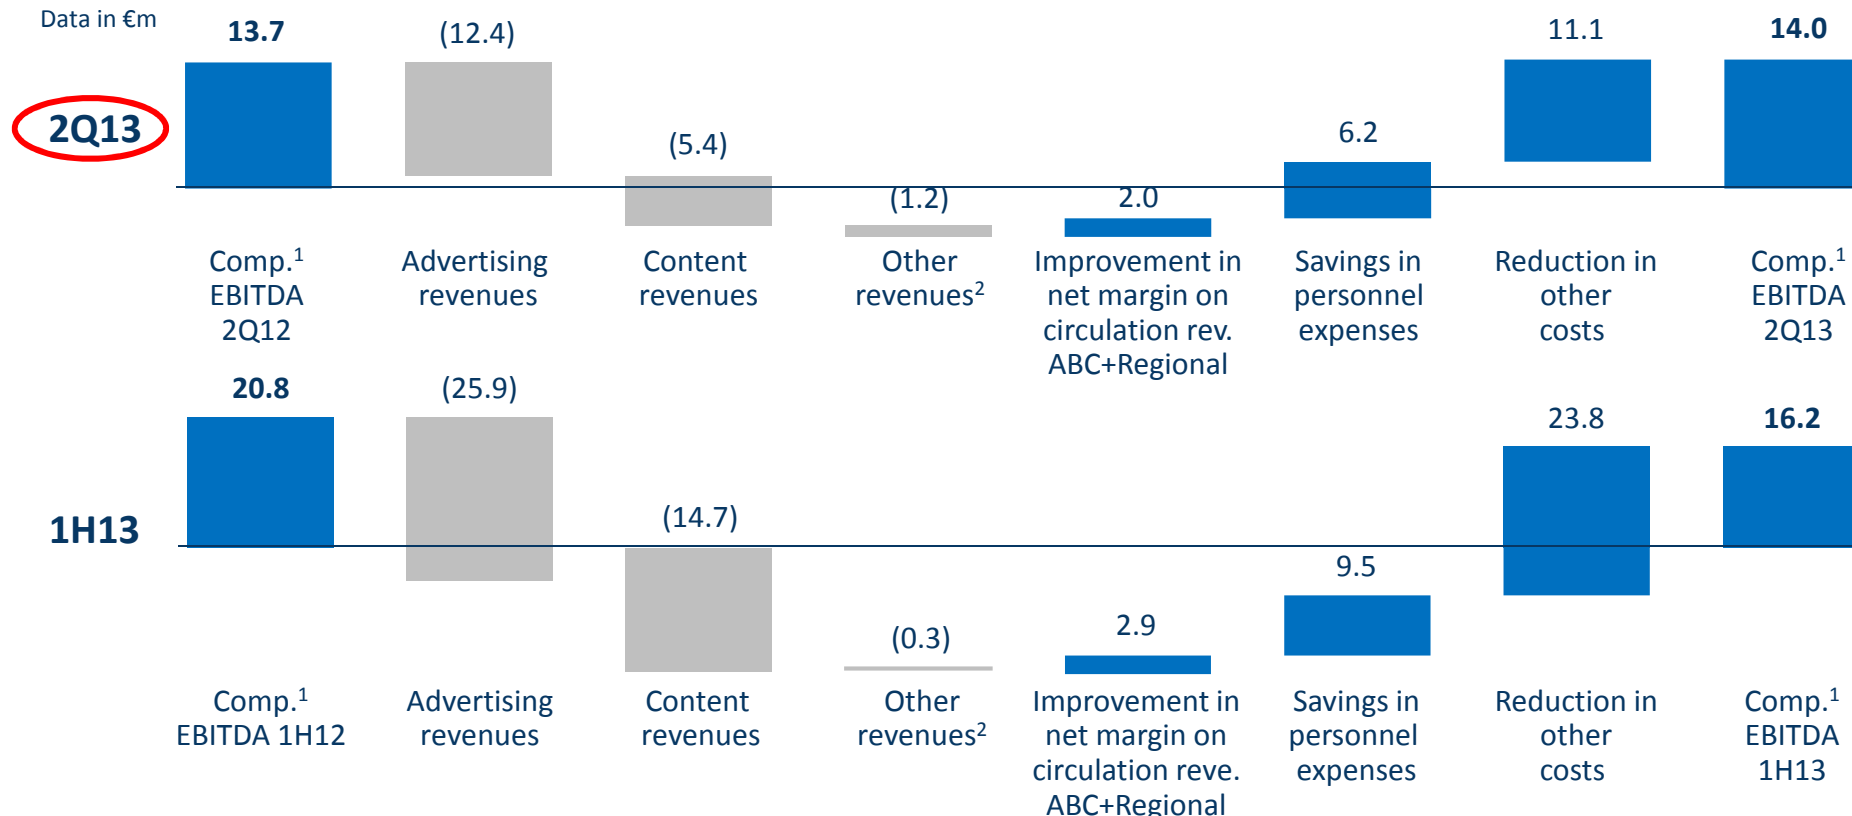 Data in €m
13.7 (12.4) 11.1 14.0
2Q13 (5.4) 6.2
(1.2) 2.0
Comp.1 Advertising Content Other Improvement in Savings in Reduction in Comp.1
EBITDA revenues revenues revenues2 net margin on personnel other EBITDA
2Q12 circulation rev. expenses costs 2Q13
ABC+Regional
20.8 (25.9) 23.8 16.2
1H13 (14.7)
9.5
(0.3) 2.9
Comp.1 Advertising Content Other Improvement in Savings in Reduction in Comp.1
EBITDA 1H12 revenues revenues revenues2 net margin on personnel other EBITDA
circulation reve. expenses costs 1H13
ABC+Regional